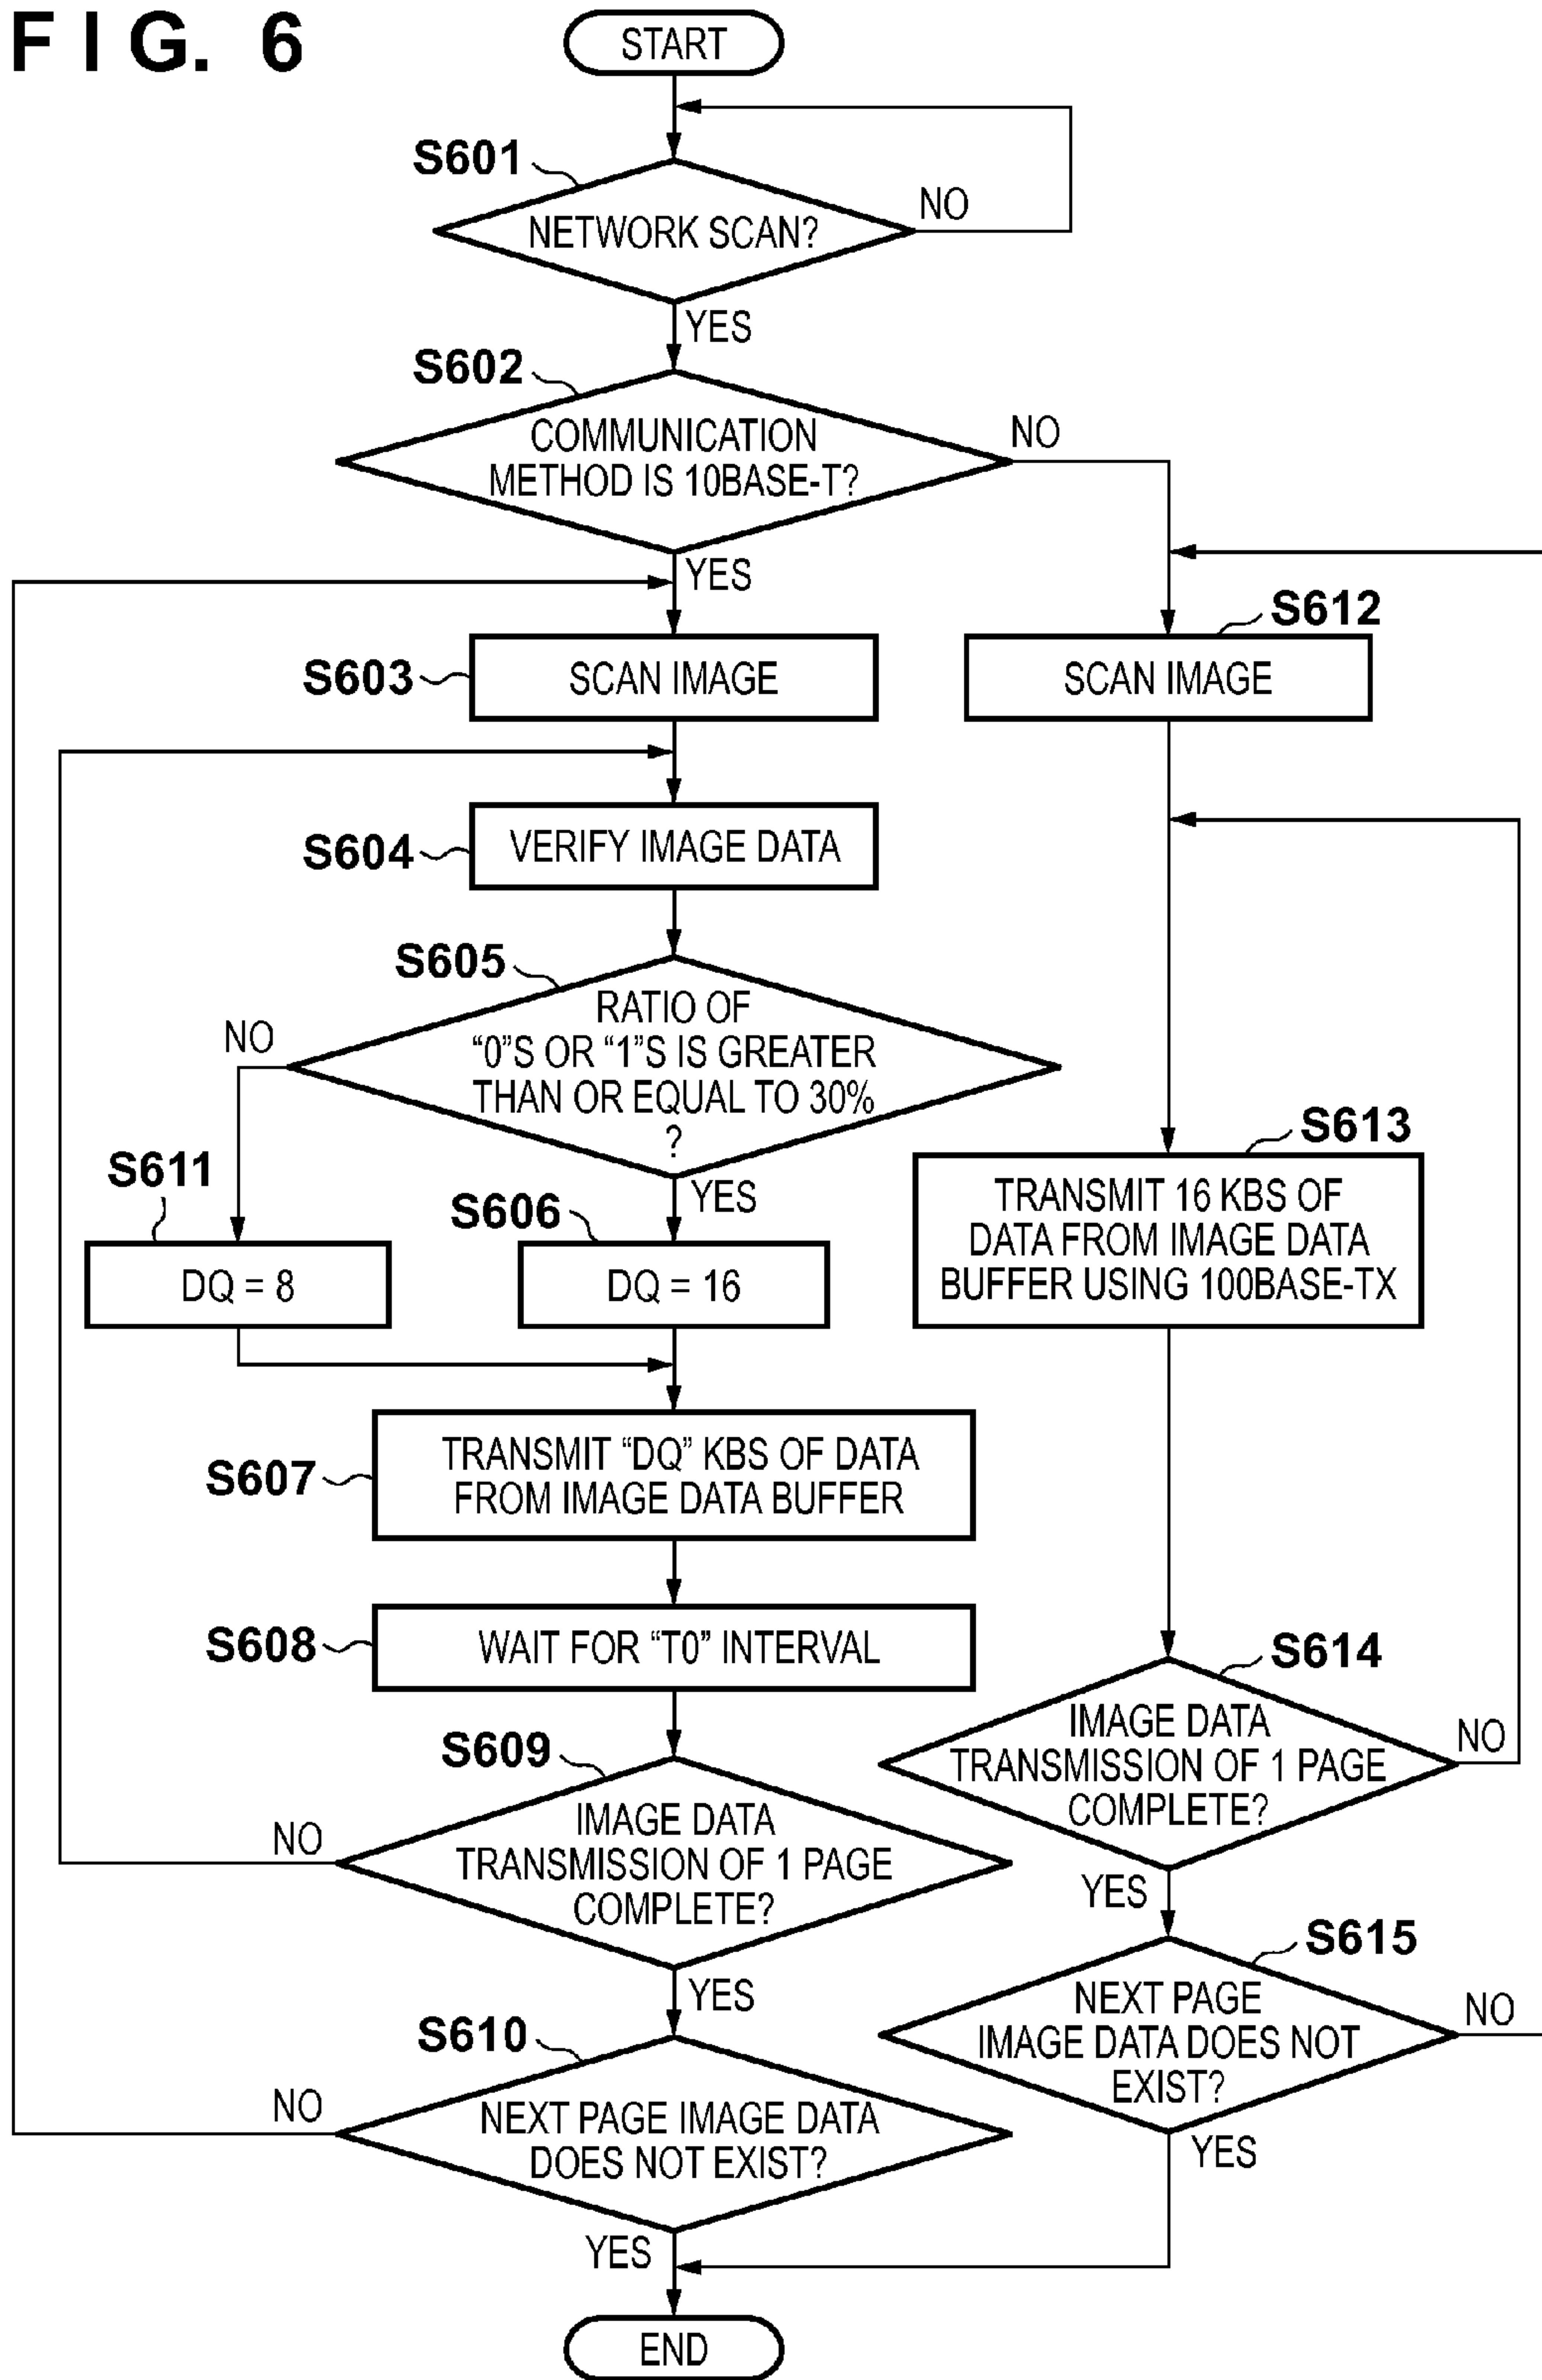 FIG. 6
START
S601
NETWORK SCAN?
NO
YES
S602
COMMUNICATION
METHOD IS 10BASE-T?
NO
YES
S603
SCAN IMAGE
S612
SCAN IMAGE
S604
VERIFY IMAGE DATA
S605
RATIO OF
“0”S OR “1”S IS GREATER
THAN OR EQUAL TO 30%
?
NO
YES
S611
DQ = 8
S606
DQ = 16
S613
TRANSMIT 16 KBS OF
DATA FROM IMAGE DATA
BUFFER USING 100BASE-TX
S607
TRANSMIT “DQ” KBS OF DATA
FROM IMAGE DATA BUFFER
S608
WAIT FOR “T0” INTERVAL
S614
IMAGE DATA
TRANSMISSION OF 1 PAGE
COMPLETE?
NO
YES
S609
IMAGE DATA
TRANSMISSION OF 1 PAGE
COMPLETE?
NO
YES
S615
NEXT PAGE
IMAGE DATA DOES NOT
EXIST?
NO
YES
S610
NEXT PAGE IMAGE DATA
DOES NOT EXIST?
NO
YES
END